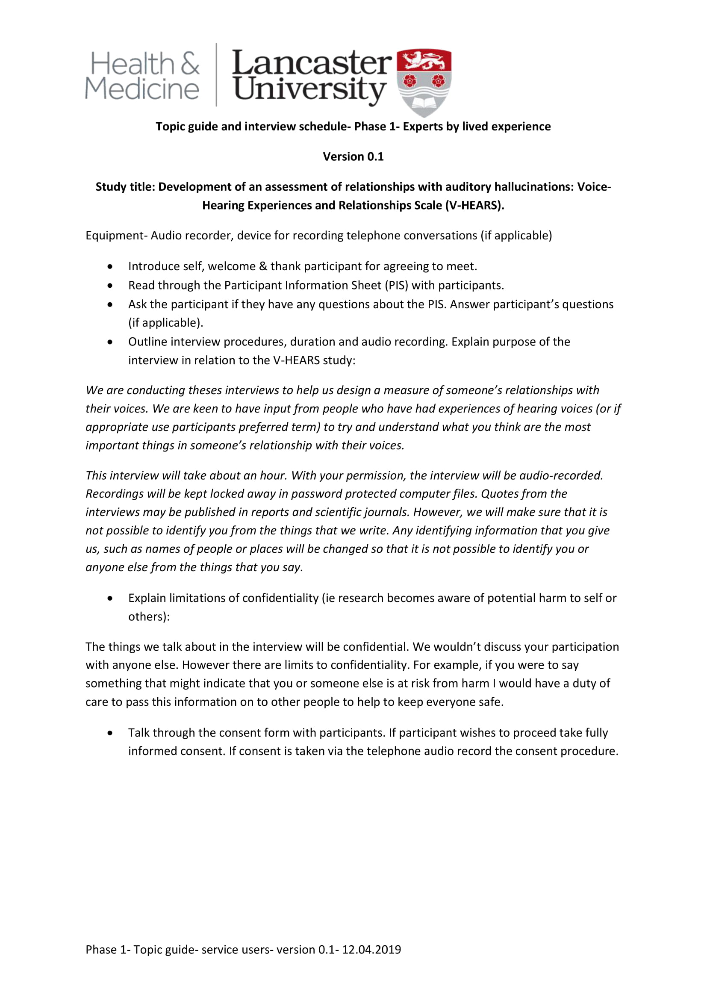 Health &
Medicine
Lancaster
University
Topic guide and interview schedule- Phase 1- Experts by lived experience
Version 0.1
Study title: Development of an assessment of relationships with auditory hallucinations: Voice-
Hearing Experiences and Relationships Scale (V-HEARS).
Equipment- Audio recorder, device for recording telephone conversations (if applicable)
• Introduce self, welcome & thank participant for agreeing to meet.
• Read through the Participant Information Sheet (PIS) with participants.
• Ask the participant if they have any questions about the PIS. Answer participant’s questions
(if applicable).
• Outline interview procedures, duration and audio recording. Explain purpose of the
interview in relation to the V-HEARS study:
We are conducting theses interviews to help us design a measure of someone’s relationships with
their voices. We are keen to have input from people who have had experiences of hearing voices (or if
appropriate use participants preferred term) to try and understand what you think are the most
important things in someone’s relationship with their voices.
This interview will take about an hour. With your permission, the interview will be audio-recorded.
Recordings will be kept locked away in password protected computer files. Quotes from the
interviews may be published in reports and scientific journals. However, we will make sure that it is
not possible to identify you from the things that we write. Any identifying information that you give
us, such as names of people or places will be changed so that it is not possible to identify you or
anyone else from the things that you say.
• Explain limitations of confidentiality (ie research becomes aware of potential harm to self or
others):
The things we talk about in the interview will be confidential. We wouldn’t discuss your participation
with anyone else. However there are limits to confidentiality. For example, if you were to say
something that might indicate that you or someone else is at risk from harm I would have a duty of
care to pass this information on to other people to help to keep everyone safe.
• Talk through the consent form with participants. If participant wishes to proceed take fully
informed consent. If consent is taken via the telephone audio record the consent procedure.
Phase 1- Topic guide- service users- version 0.1- 12.04.2019